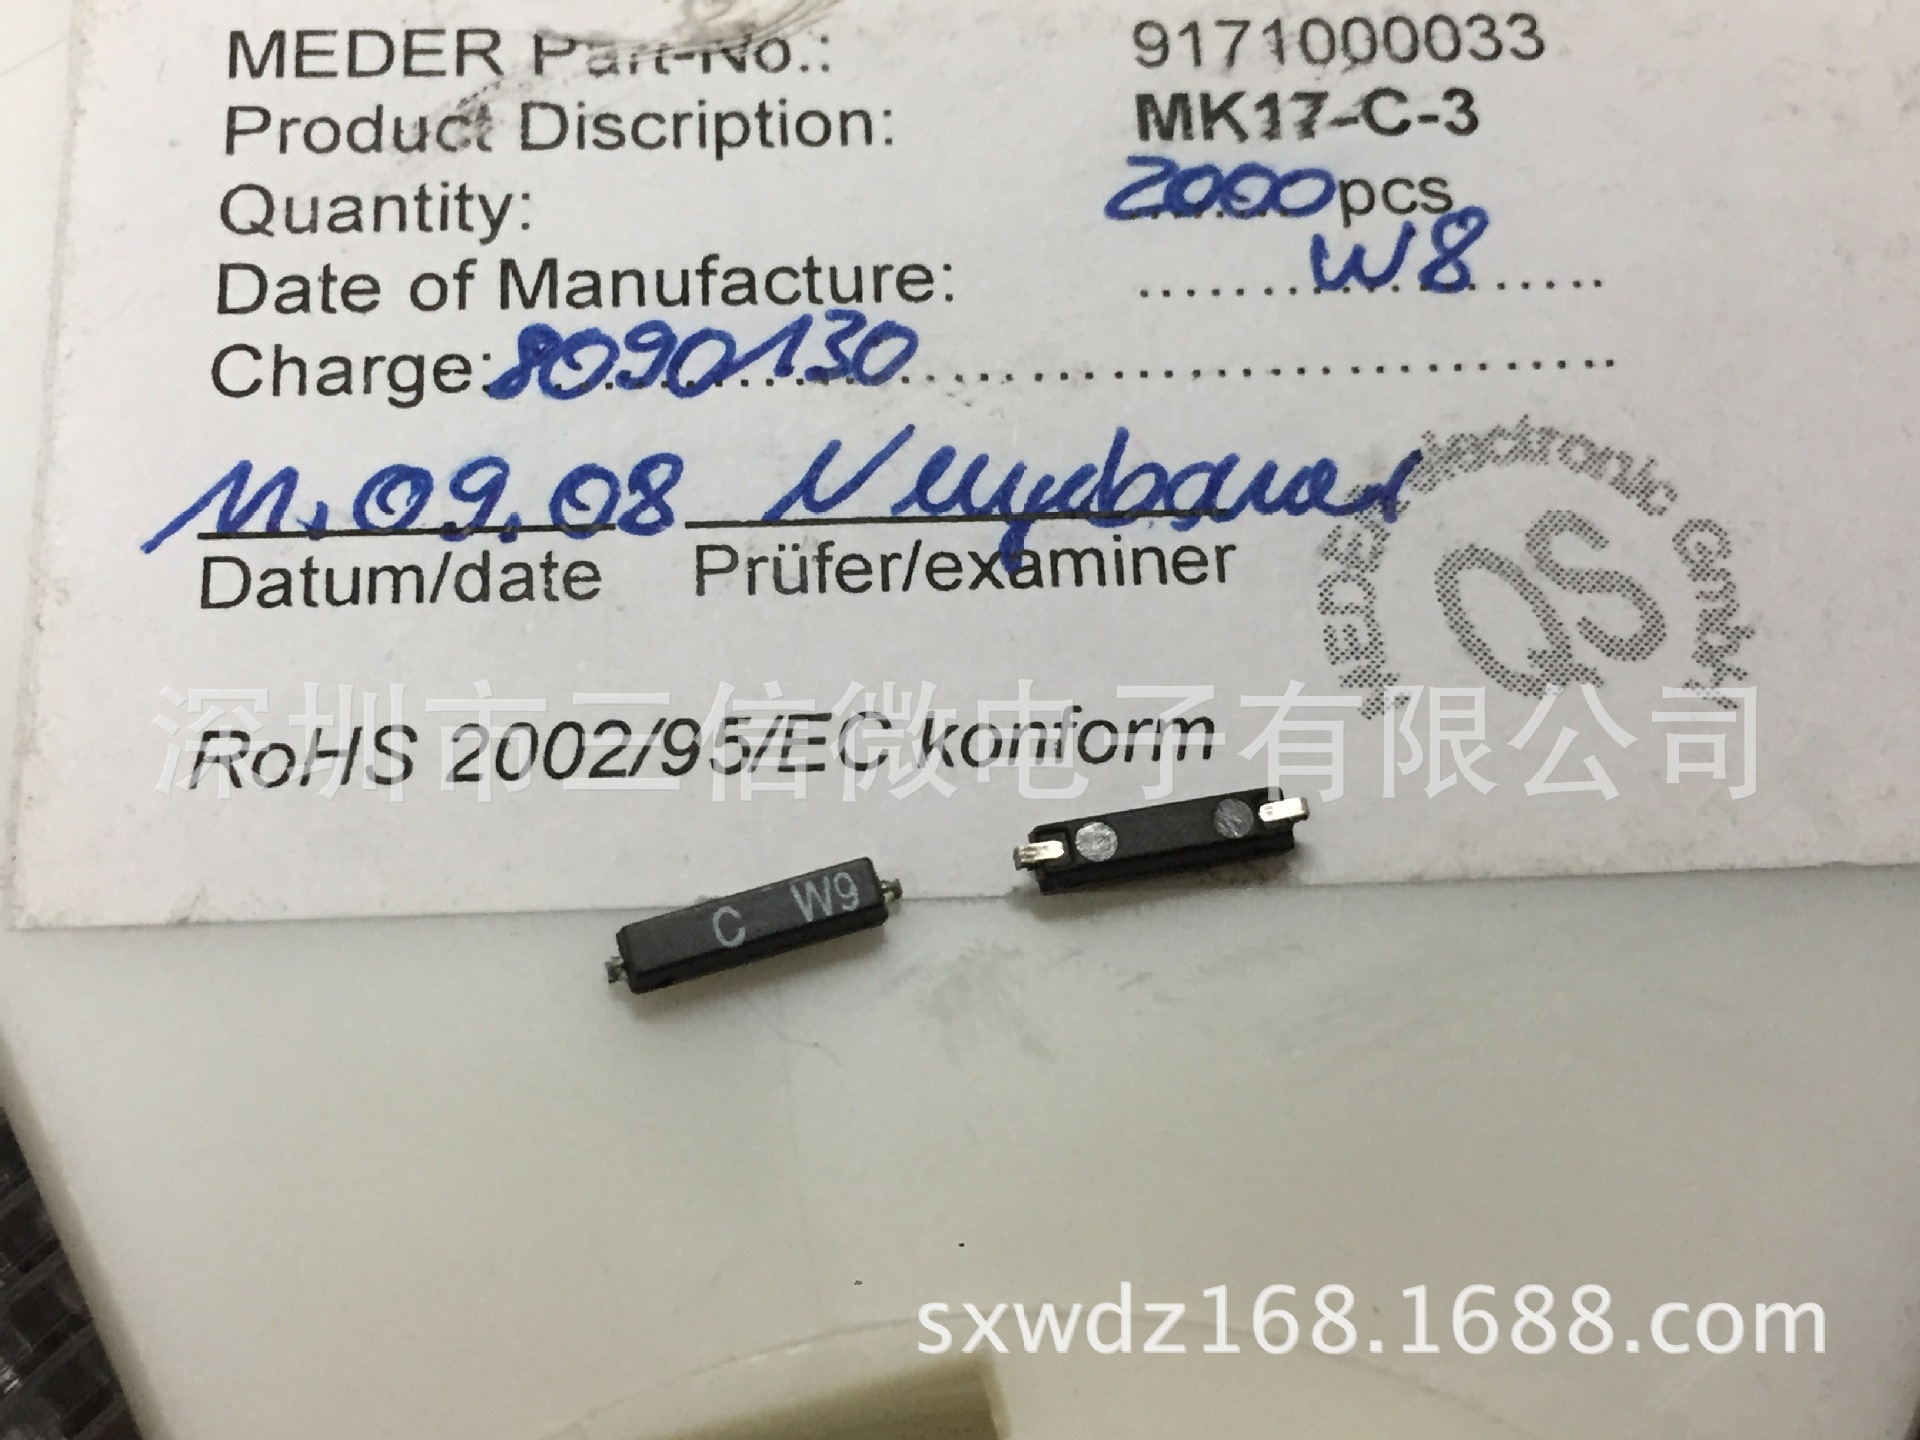 MEDER Part-No.: 9171000033
Product Discription: MK17-C-3
Quantity: 2000 pcs
Date of Manufacture: W8
Charge: 8090130
11.09.08
Datum/date Prüfer/examiner
MEDER electronic GmbH
QS
RoHS 2002/95/EC konform
深圳市三信微电子有限公司
C W9
sxwdz168.1688.com